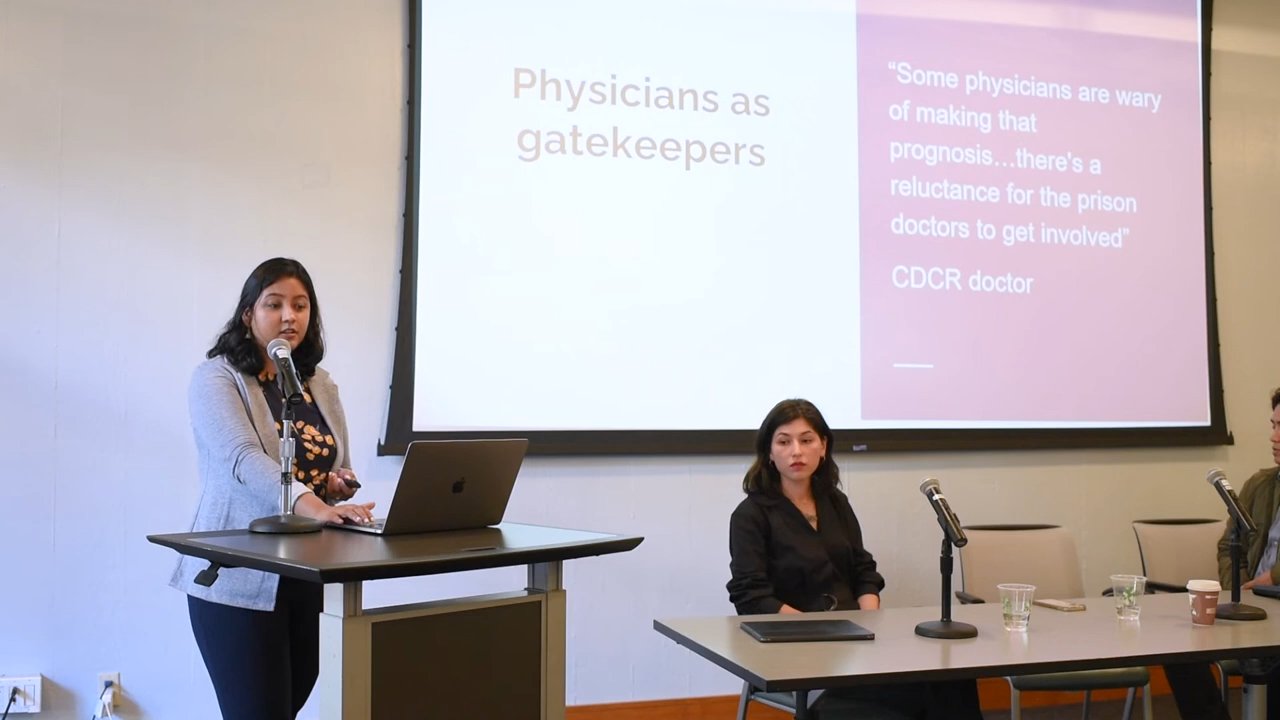 Physicians as
gatekeepers
“Some physicians are wary
of making that
prognosis…there's a
reluctance for the prison
doctors to get involved”
CDCR doctor